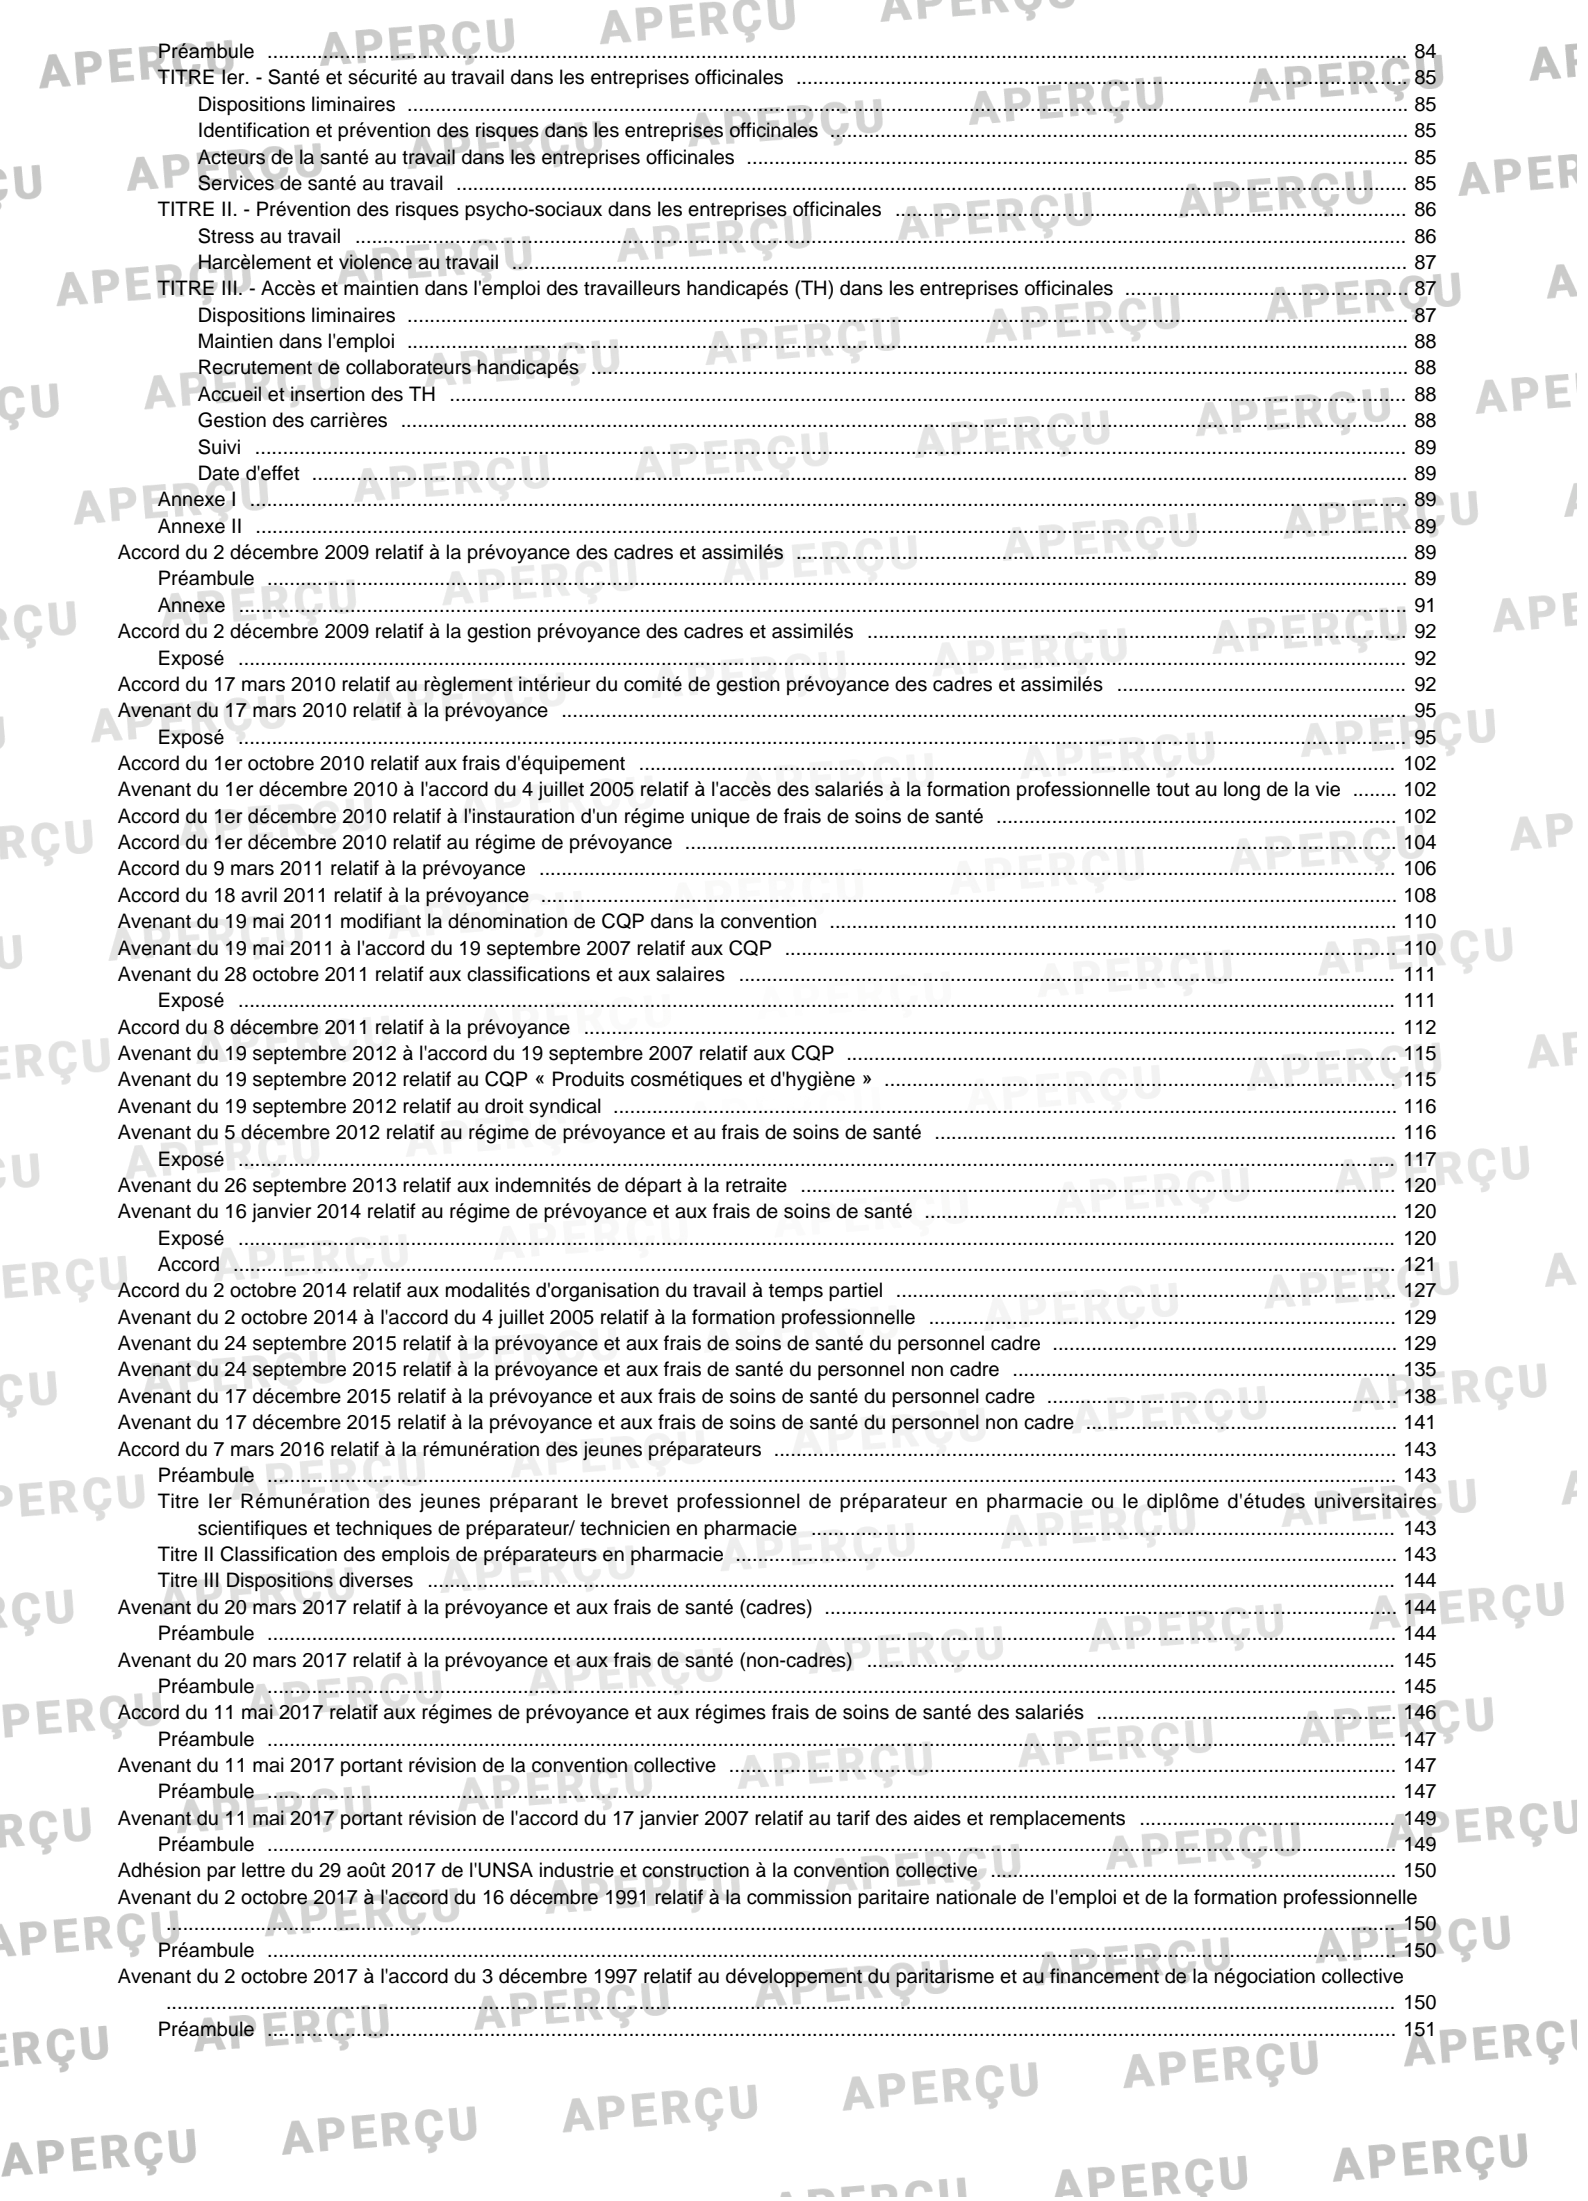 Préambule ........ 84
TITRE Ier. - Santé et sécurité au travail dans les entreprises officinales ........ 85
Dispositions liminaires ........ 85
Identification et prévention des risques dans les entreprises officinales ........ 85
Acteurs de la santé au travail dans les entreprises officinales ........ 85
Services de santé au travail ........ 85
TITRE II. - Prévention des risques psycho-sociaux dans les entreprises officinales ........ 86
Stress au travail ........ 86
Harcèlement et violence au travail ........ 87
TITRE III. - Accès et maintien dans l'emploi des travailleurs handicapés (TH) dans les entreprises officinales ........ 87
Dispositions liminaires ........ 87
Maintien dans l'emploi ........ 88
Recrutement de collaborateurs handicapés ........ 88
Accueil et insertion des TH ........ 88
Gestion des carrières ........ 88
Suivi ........ 89
Date d'effet ........ 89
Annexe I ........ 89
Annexe II ........ 89
Accord du 2 décembre 2009 relatif à la prévoyance des cadres et assimilés ........ 89
Préambule ........ 89
Annexe ........ 91
Accord du 2 décembre 2009 relatif à la gestion prévoyance des cadres et assimilés ........ 92
Exposé ........ 92
Accord du 17 mars 2010 relatif au règlement intérieur du comité de gestion prévoyance des cadres et assimilés ........ 92
Avenant du 17 mars 2010 relatif à la prévoyance ........ 95
Exposé ........ 95
Accord du 1er octobre 2010 relatif aux frais d'équipement ........ 102
Avenant du 1er décembre 2010 à l'accord du 4 juillet 2005 relatif à l'accès des salariés à la formation professionnelle tout au long de la vie ........ 102
Accord du 1er décembre 2010 relatif à l'instauration d'un régime unique de frais de soins de santé ........ 102
Accord du 1er décembre 2010 relatif au régime de prévoyance ........ 104
Accord du 9 mars 2011 relatif à la prévoyance ........ 106
Accord du 18 avril 2011 relatif à la prévoyance ........ 108
Avenant du 19 mai 2011 modifiant la dénomination de CQP dans la convention ........ 110
Avenant du 19 mai 2011 à l'accord du 19 septembre 2007 relatif aux CQP ........ 110
Avenant du 28 octobre 2011 relatif aux classifications et aux salaires ........ 111
Exposé ........ 111
Accord du 8 décembre 2011 relatif à la prévoyance ........ 112
Avenant du 19 septembre 2012 à l'accord du 19 septembre 2007 relatif aux CQP ........ 115
Avenant du 19 septembre 2012 relatif au CQP « Produits cosmétiques et d'hygiène » ........ 115
Avenant du 19 septembre 2012 relatif au droit syndical ........ 116
Avenant du 5 décembre 2012 relatif au régime de prévoyance et au frais de soins de santé ........ 116
Exposé ........ 117
Avenant du 26 septembre 2013 relatif aux indemnités de départ à la retraite ........ 120
Avenant du 16 janvier 2014 relatif au régime de prévoyance et aux frais de soins de santé ........ 120
Exposé ........ 120
Accord ........ 121
Accord du 2 octobre 2014 relatif aux modalités d'organisation du travail à temps partiel ........ 127
Avenant du 2 octobre 2014 à l'accord du 4 juillet 2005 relatif à la formation professionnelle ........ 129
Avenant du 24 septembre 2015 relatif à la prévoyance et aux frais de soins de santé du personnel cadre ........ 129
Avenant du 24 septembre 2015 relatif à la prévoyance et aux frais de santé du personnel non cadre ........ 135
Avenant du 17 décembre 2015 relatif à la prévoyance et aux frais de soins de santé du personnel cadre ........ 138
Avenant du 17 décembre 2015 relatif à la prévoyance et aux frais de soins de santé du personnel non cadre ........ 141
Accord du 7 mars 2016 relatif à la rémunération des jeunes préparateurs ........ 143
Préambule ........ 143
Titre Ier Rémunération des jeunes préparant le brevet professionnel de préparateur en pharmacie ou le diplôme d'études universitaires
scientifiques et techniques de préparateur/ technicien en pharmacie ........ 143
Titre II Classification des emplois de préparateurs en pharmacie ........ 143
Titre III Dispositions diverses ........ 144
Avenant du 20 mars 2017 relatif à la prévoyance et aux frais de santé (cadres) ........ 144
Préambule ........ 144
Avenant du 20 mars 2017 relatif à la prévoyance et aux frais de santé (non-cadres) ........ 145
Préambule ........ 145
Accord du 11 mai 2017 relatif aux régimes de prévoyance et aux régimes frais de soins de santé des salariés ........ 146
Préambule ........ 147
Avenant du 11 mai 2017 portant révision de la convention collective ........ 147
Préambule ........ 147
Avenant du 11 mai 2017 portant révision de l'accord du 17 janvier 2007 relatif au tarif des aides et remplacements ........ 149
Préambule ........ 149
Adhésion par lettre du 29 août 2017 de l'UNSA industrie et construction à la convention collective ........ 150
Avenant du 2 octobre 2017 à l'accord du 16 décembre 1991 relatif à la commission paritaire nationale de l'emploi et de la formation professionnelle
........ 150
Préambule ........ 150
Avenant du 2 octobre 2017 à l'accord du 3 décembre 1997 relatif au développement du paritarisme et au financement de la négociation collective
........ 150
Préambule ........ 151
APERÇU